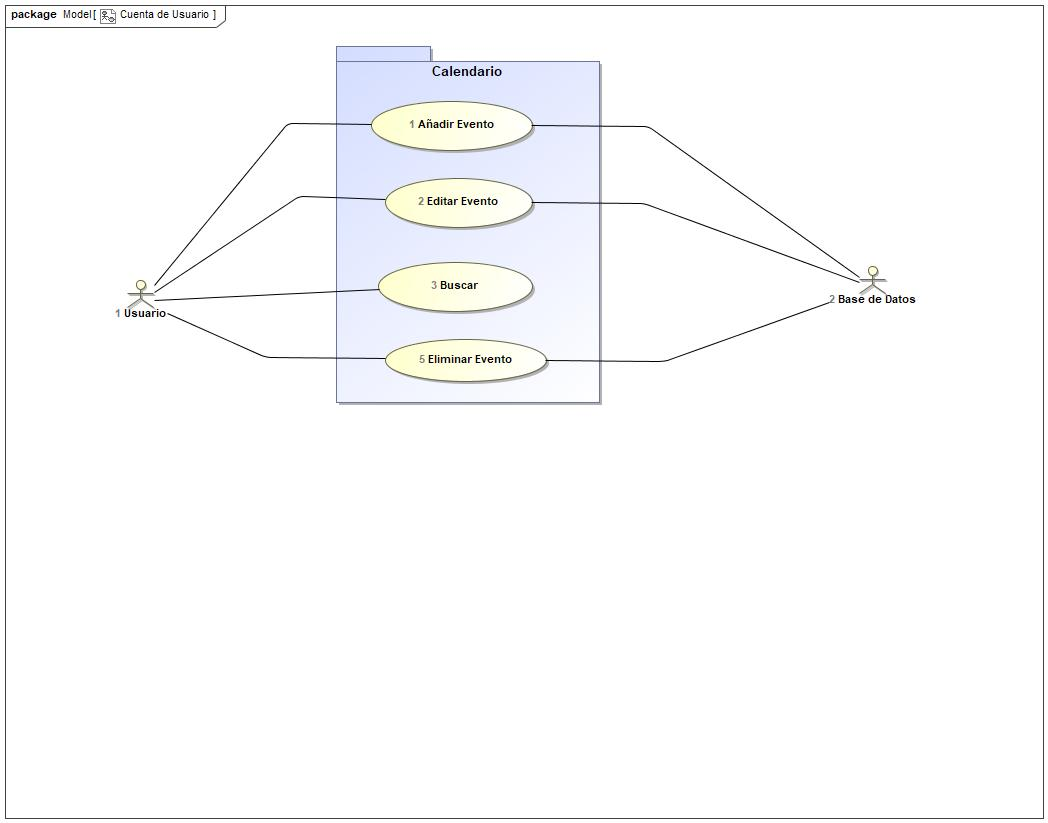 package Model[ Cuenta de Usuario ]
Calendario
1 Añadir Evento
2 Editar Evento
3 Buscar
5 Eliminar Evento
1 Usuario
2 Base de Datos